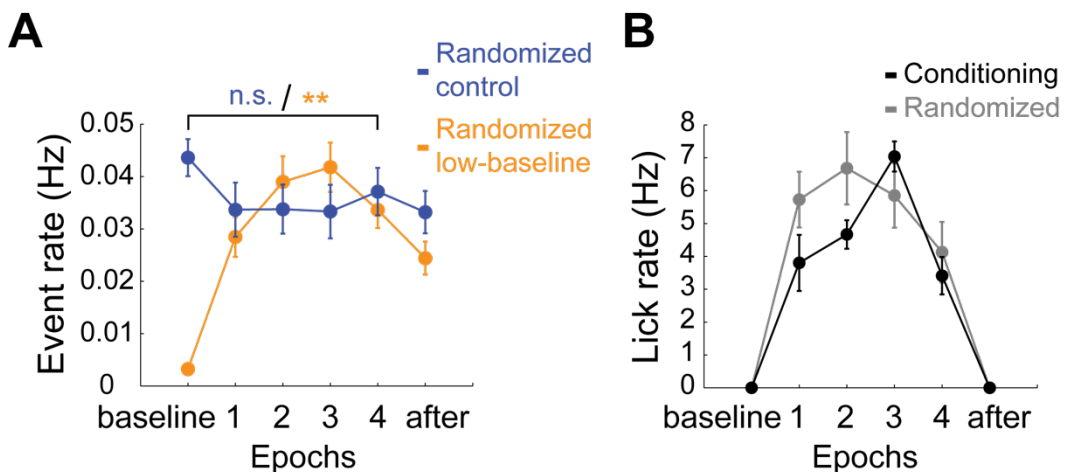 A
Randomized
control
n.s. / **
Randomized
low-baseline
Event rate (Hz)
0.05
0.04
0.03
0.02
0.01
0
baseline 1 2 3 4 after
Epochs
B
Conditioning
Randomized
Lick rate (Hz)
8
7
6
5
4
3
2
1
0
baseline 1 2 3 4 after
Epochs